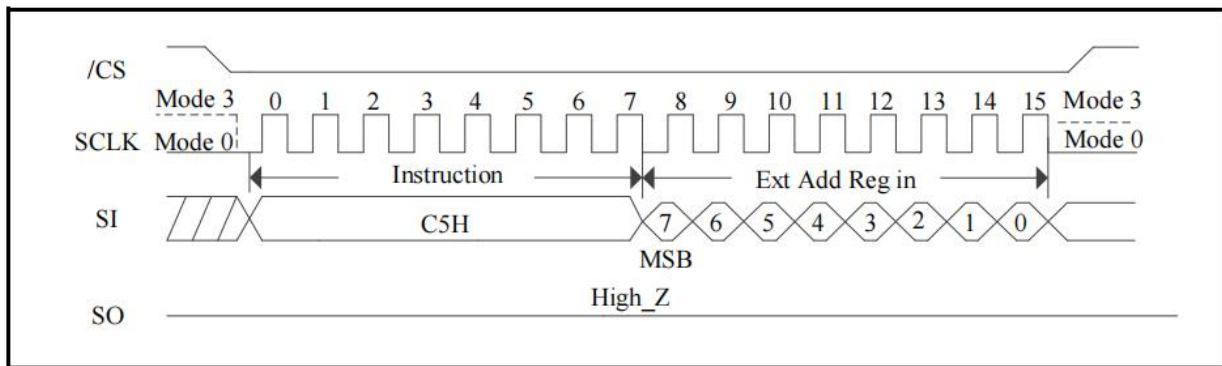 /CS
Mode 3 0 1 2 3 4 5 6 7 8 9 10 11 12 13 14 15 Mode 3
SCLK Mode 0 Mode 0
Instruction Ext Add Reg in
SI C5H 7 6 5 4 3 2 1 0
MSB
High_Z
SO